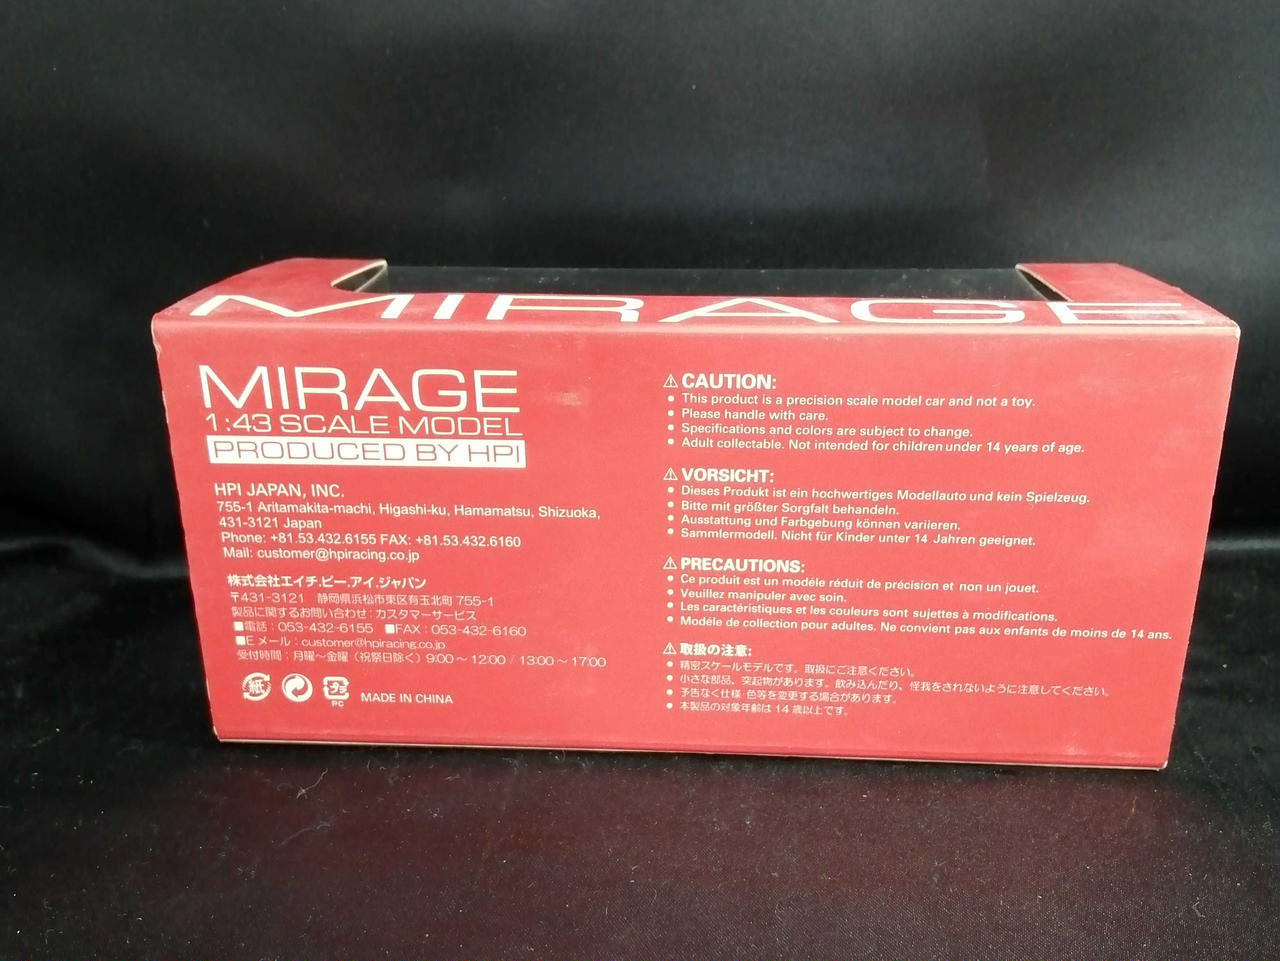 MIRAGE
MIRAGE
1:43 SCALE MODEL
PRODUCED BY HPI
HPI JAPAN, INC.
755-1 Aritamakita-machi, Higashi-ku, Hamamatsu, Shizuoka,
431-3121 Japan
Phone: +81.53.432.6155 FAX: +81.53.432.6160
Mail: customer@hpiracing.co.jp
株式会社エイチ.ピー.アイ.ジャパン
〒431-3121 静岡県浜松市東区有玉北町 755-1
製品に関するお問い合わせ：カスタマーサービス
■電話：053-432-6155 ■FAX：053-432-6160
■E メール：customer@hpiracing.co.jp
受付時間：月曜～金曜（祝祭日除く）9:00 ~ 12:00 / 13:00 ~ 17:00
紙 プラ MADE IN CHINA
PC
⚠ CAUTION:
● This product is a precision scale model car and not a toy.
● Please handle with care.
● Specifications and colors are subject to change.
● Adult collectable. Not intended for children under 14 years of age.
⚠ VORSICHT:
● Dieses Produkt ist ein hochwertiges Modellauto und kein Spielzeug.
● Bitte mit größter Sorgfalt behandeln.
● Ausstattung und Farbgebung können variieren.
● Sammlermodell. Nicht für Kinder unter 14 Jahren geeignet.
⚠ PRECAUTIONS:
● Ce produit est un modéle réduit de précision et non un jouet.
● Veuillez manipuler avec soin.
● Les caractéristiques et les couleurs sont sujettes à modifications.
● Modéle de collection pour adultes. Ne convient pas aux enfants de moins de 14 ans.
⚠ 取扱の注意:
● 精密スケールモデルです。取扱にご注意ください。
● 小さな部品、突起物があります。飲み込んだり、怪我をされないように注意してください。
● 予告なく仕様・色等を変更する場合があります。
● 本製品の対象年齢は 14 歳以上です。